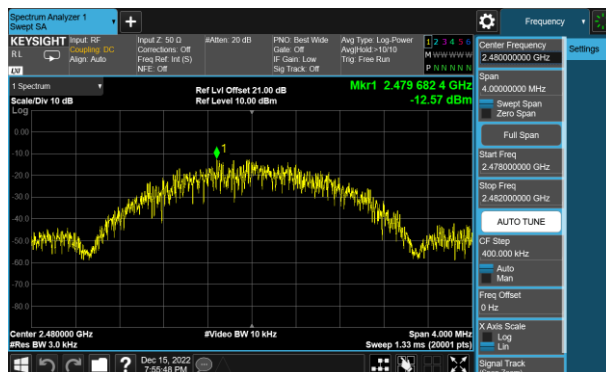 Spectrum Analyzer 1
Swept SA
Frequency
KEYSIGHT
RL
LXI
Input: RF
Coupling: DC
Align: Auto
Input Z: 50 Ω
Corrections: Off
Freq Ref: Int (S)
NFE: Off
#Atten: 20 dB
PNO: Best Wide
Gate: Off
IF Gain: Low
Sig Track: Off
Avg Type: Log-Power
Avg|Hold:>10/10
Trig: Free Run
1 2 3 4 5 6
M W W W W W
P N N N N N
1 Spectrum
Scale/Div 10 dB
Log
Ref Lvl Offset 21.00 dB
Ref Level 10.00 dBm
Mkr1 2.479 682 4 GHz
-12.57 dBm
1
0.00
-10.0
-20.0
-30.0
-40.0
-50.0
-60.0
-70.0
-80.0
Center 2.480000 GHz
#Res BW 3.0 kHz
#Video BW 10 kHz
Span 4.000 MHz
Sweep 1.33 ms (20001 pts)
?
Dec 15, 2022
7:55:48 PM
Center Frequency
2.480000000 GHz
Settings
Span
4.00000000 MHz
Swept Span
Zero Span
Full Span
Start Freq
2.478000000 GHz
Stop Freq
2.482000000 GHz
AUTO TUNE
CF Step
400.000 kHz
Auto
Man
Freq Offset
0 Hz
X Axis Scale
Log
Lin
Signal Track